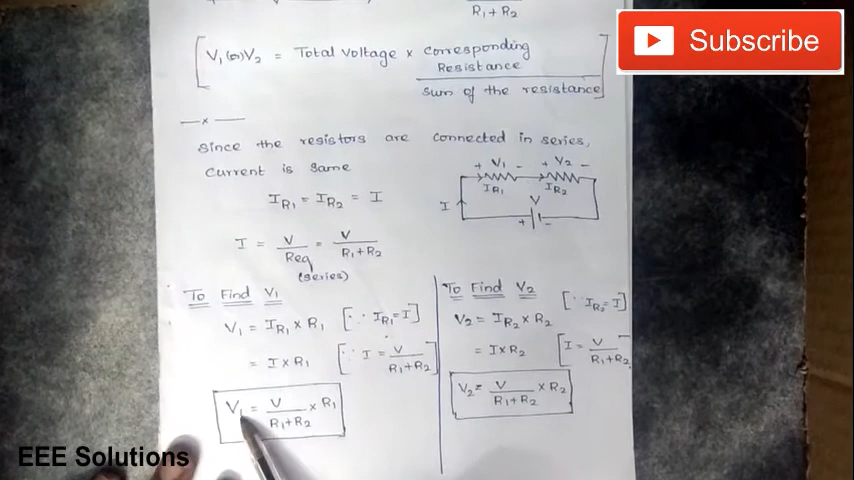 R1 + R2
Subscribe
[V1 (or) V2 = Total Voltage × corresponding Resistance / sum of the resistance]
— × —
Since the resistors are connected in series,
Current is same
IR1 = IR2 = I
+ V1 - + V2 -
IR1 IR2
I
V
+ -
I = V / Req = V / R1 + R2
(series)
To Find V1
V1 = IR1 × R1 [∵ IR1 = I]
= I × R1 [∵ I = V / R1 + R2]
V1 = V / R1 + R2 × R1
To Find V2
[∵ IR2 = I]
V2 = IR2 × R2
= I × R2 [I = V / R1 + R2]
V2 = V / R1 + R2 × R2
EEE Solutions